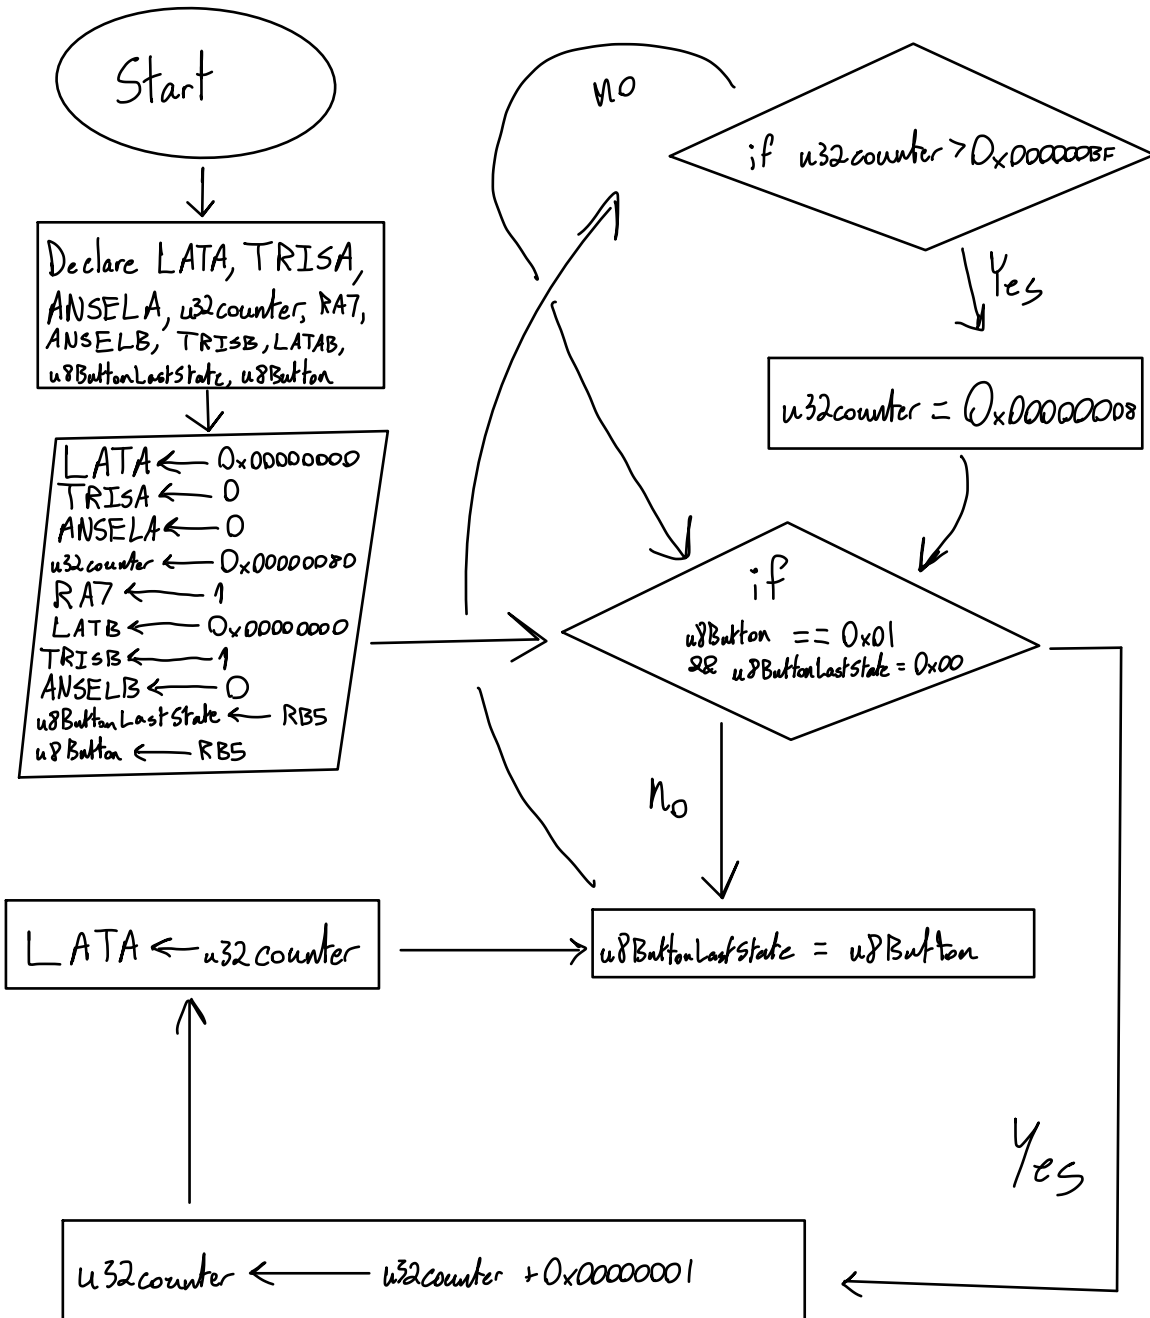 Start
Declare LATA, TRISA,
ANSELA, u32counter, RA7,
ANSELB, TRISB, LATAB,
u8ButtonLastState, u8Button
LATA ← 0x00000000
TRISA ← 0
ANSELA ← 0
u32counter ← 0x00000080
RA7 ← 1
LATB ← 0x00000000
TRISB ← 1
ANSELB ← 0
u8ButtonLastState ← RB5
u8Button ← RB5
no
if u32counter > 0x000000BF
Yes
u32counter = 0x00000008
if
u8Button == 0x01
&& u8ButtonLastState = 0x00
no
LATA ← u32counter
u8ButtonLastState = u8Button
Yes
u32counter ← u32counter + 0x00000001